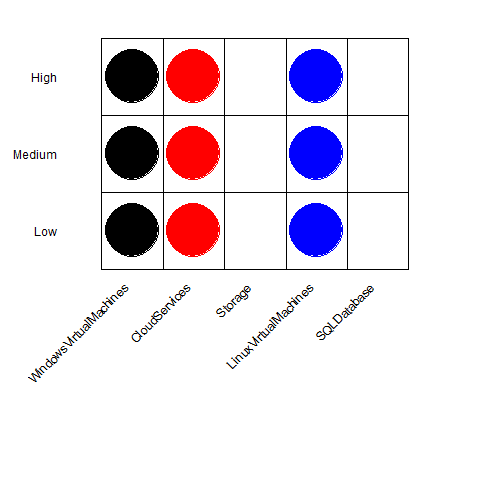 High
Medium
Low
WindowsVirtualMachines
CloudServices
Storage
LinuxVirtualMachines
SQLDatabase